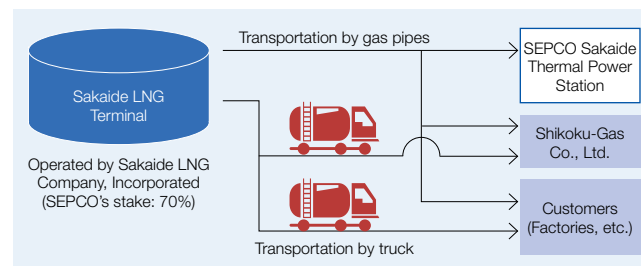 Transportation by gas pipes
SEPCO Sakaide
Thermal Power
Station
Sakaide LNG
Terminal
Shikoku-Gas
Co., Ltd.
Operated by Sakaide LNG
Company, Incorporated
(SEPCO's stake: 70%)
Customers
(Factories, etc.)
Transportation by truck